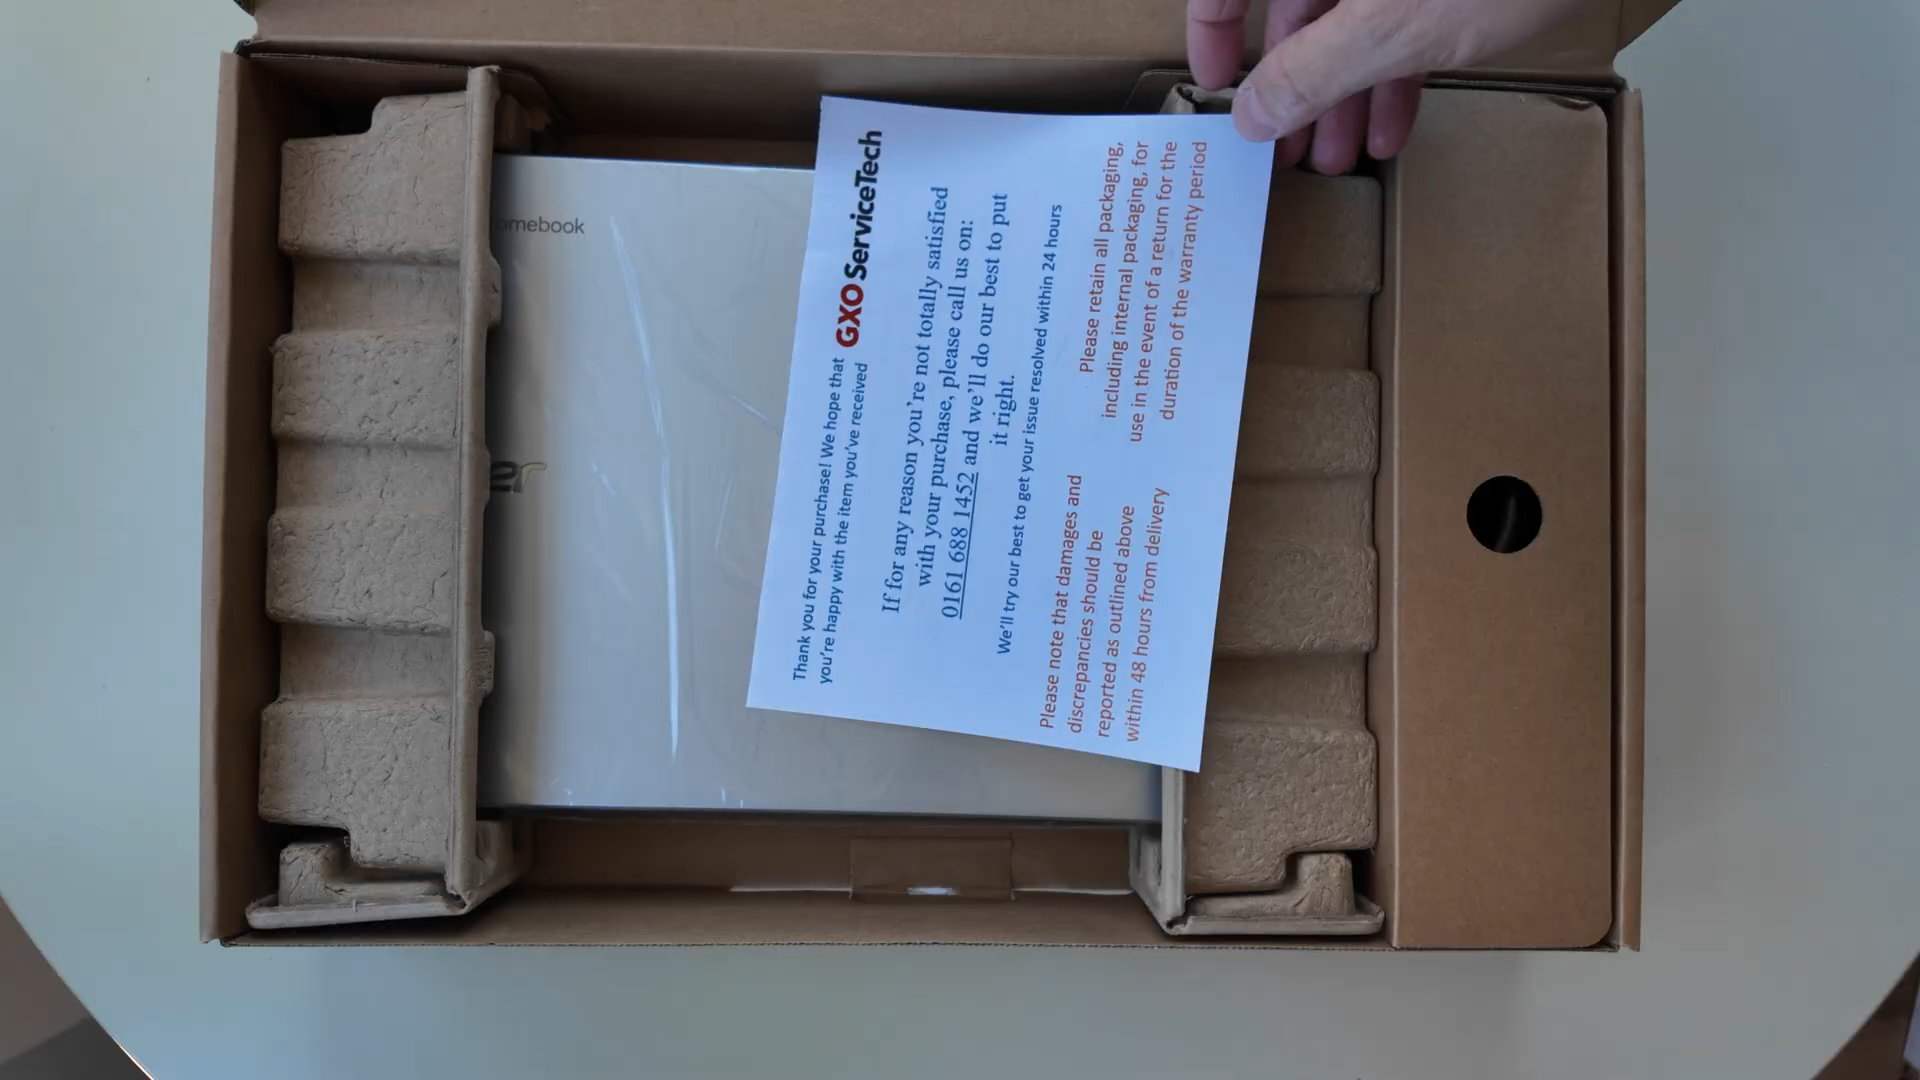 Thank you for your purchase! We hope that
you're happy with the item you've received
GXO ServiceTech
If for any reason you're not totally satisfied
with your purchase, please call us on:
0161 688 1452 and we'll do our best to put
it right.
We'll try our best to get your issue resolved within 24 hours
Please note that damages and
discrepancies should be
reported as outlined above
within 48 hours from delivery
Please retain all packaging,
including internal packaging, for
use in the event of a return for the
duration of the warranty period
omebook
er